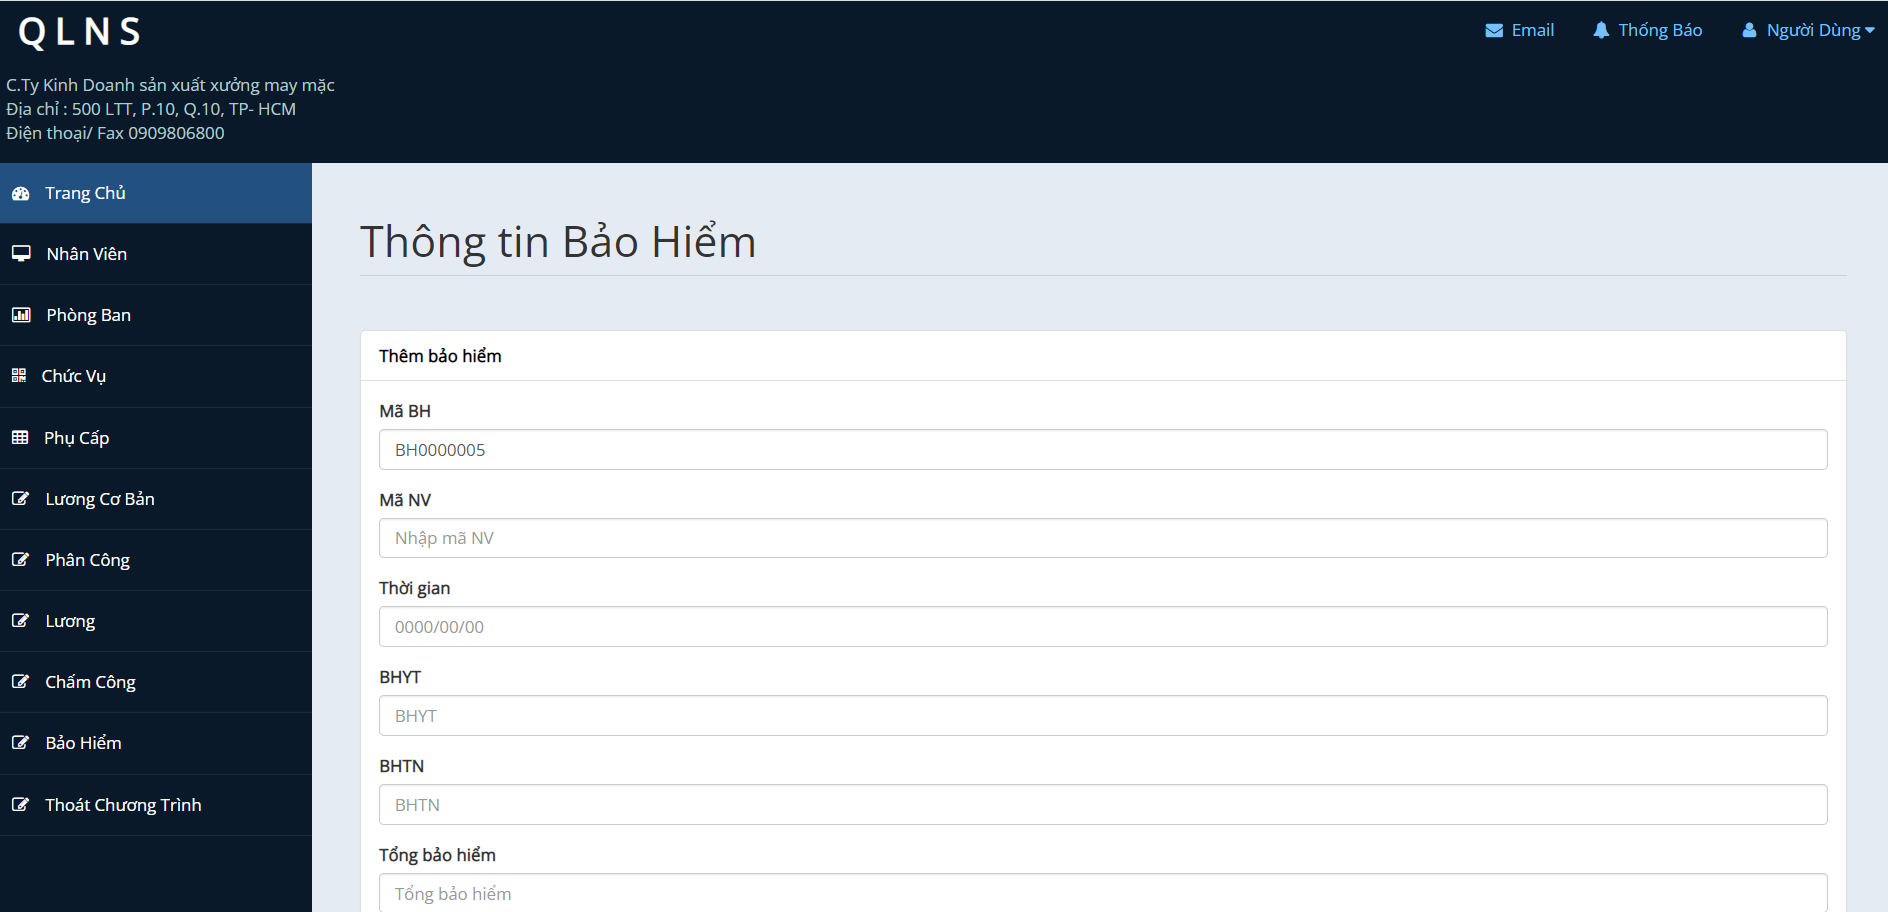 QLNS
Email
Thống Báo
Người Dùng
C.Ty Kinh Doanh sản xuất xưởng may mặc
Địa chỉ : 500 LTT, P.10, Q.10, TP- HCM
Điện thoại/ Fax 0909806800
Trang Chủ
Nhân Viên
Phòng Ban
Chức Vụ
Phụ Cấp
Lương Cơ Bản
Phân Công
Lương
Chấm Công
Bảo Hiểm
Thoát Chương Trình
Thông tin Bảo Hiểm
Thêm bảo hiểm
Mã BH
BH0000005
Mã NV
Nhập mã NV
Thời gian
0000/00/00
BHYT
BHYT
BHTN
BHTN
Tổng bảo hiểm
Tổng bảo hiểm